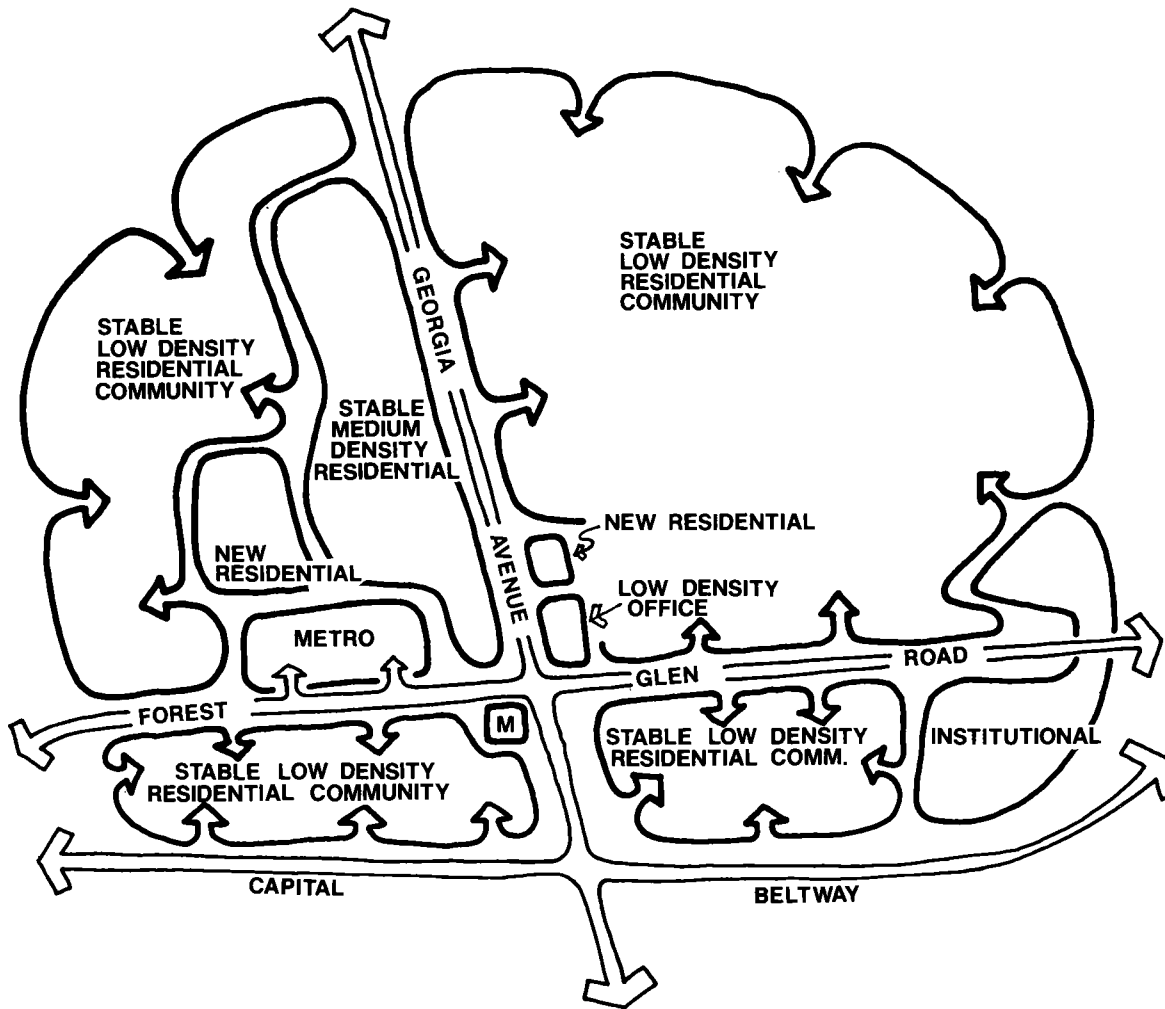 STABLE
LOW DENSITY
RESIDENTIAL
COMMUNITY
GEORGIA
STABLE
LOW DENSITY
RESIDENTIAL
COMMUNITY
STABLE
MEDIUM
DENSITY
RESIDENTIAL
NEW RESIDENTIAL
AVENUE
NEW
RESIDENTIAL
LOW DENSITY
OFFICE
METRO
ROAD
GLEN
FOREST
M
STABLE LOW DENSITY
RESIDENTIAL COMM.
INSTITUTIONAL
STABLE LOW DENSITY
RESIDENTIAL COMMUNITY
CAPITAL
BELTWAY